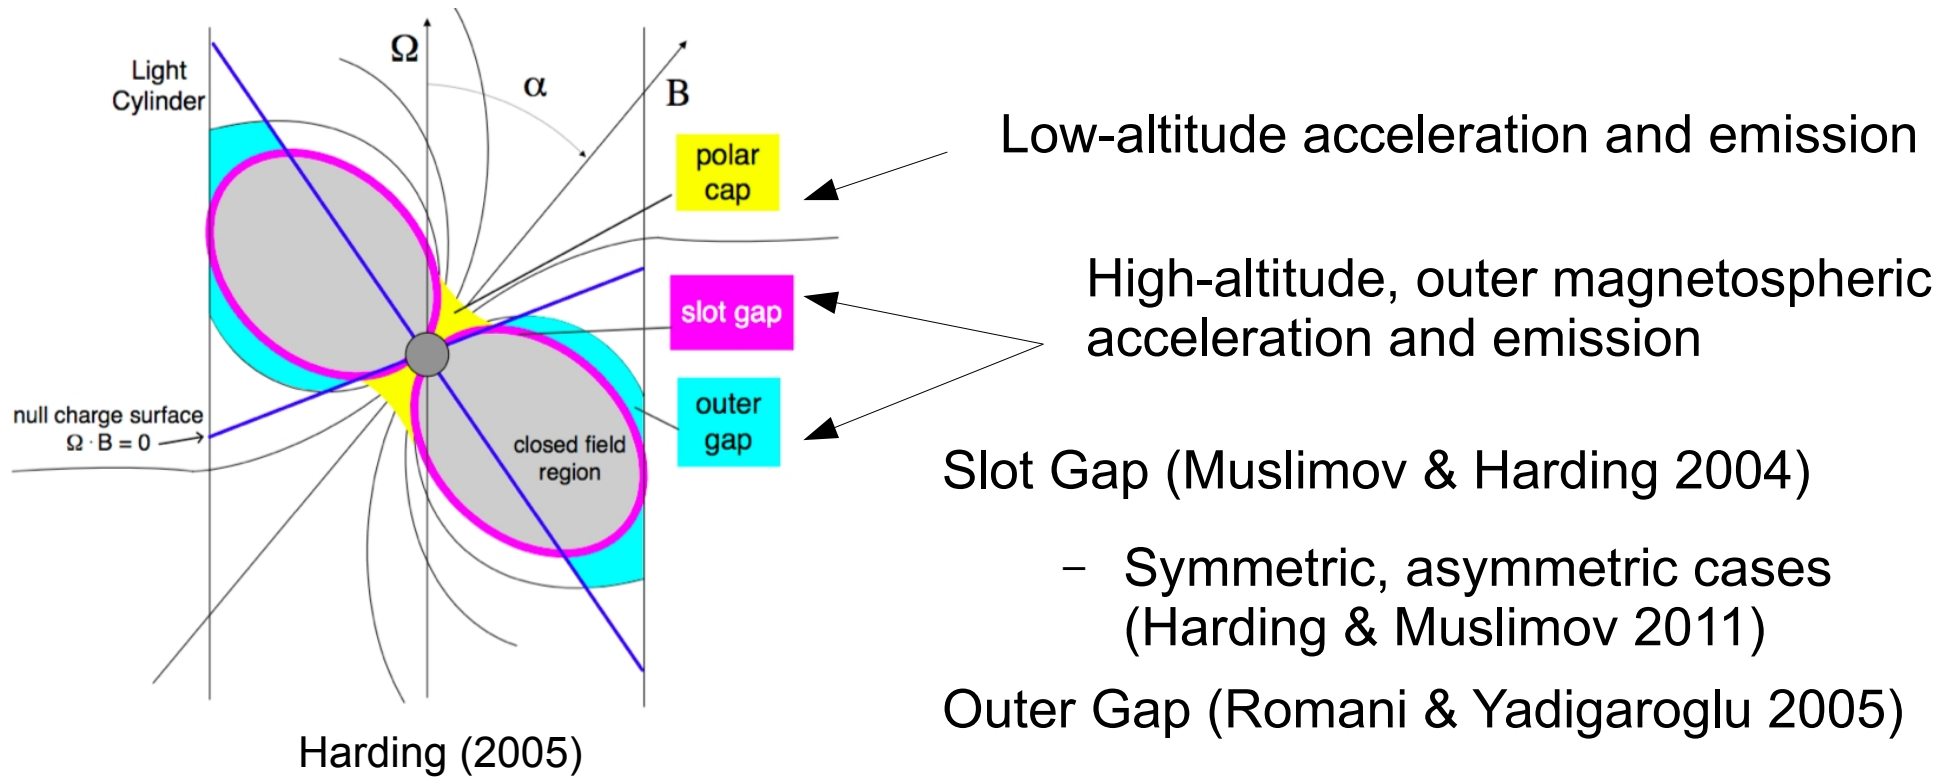 Light
Cylinder
Ω
α
B
polar
cap
slot gap
outer
gap
null charge surface
Ω · B = 0
closed field
region
Harding (2005)
Low-altitude acceleration and emission
High-altitude, outer magnetospheric
acceleration and emission
Slot Gap (Muslimov & Harding 2004)
– Symmetric, asymmetric cases
(Harding & Muslimov 2011)
Outer Gap (Romani & Yadigaroglu 2005)